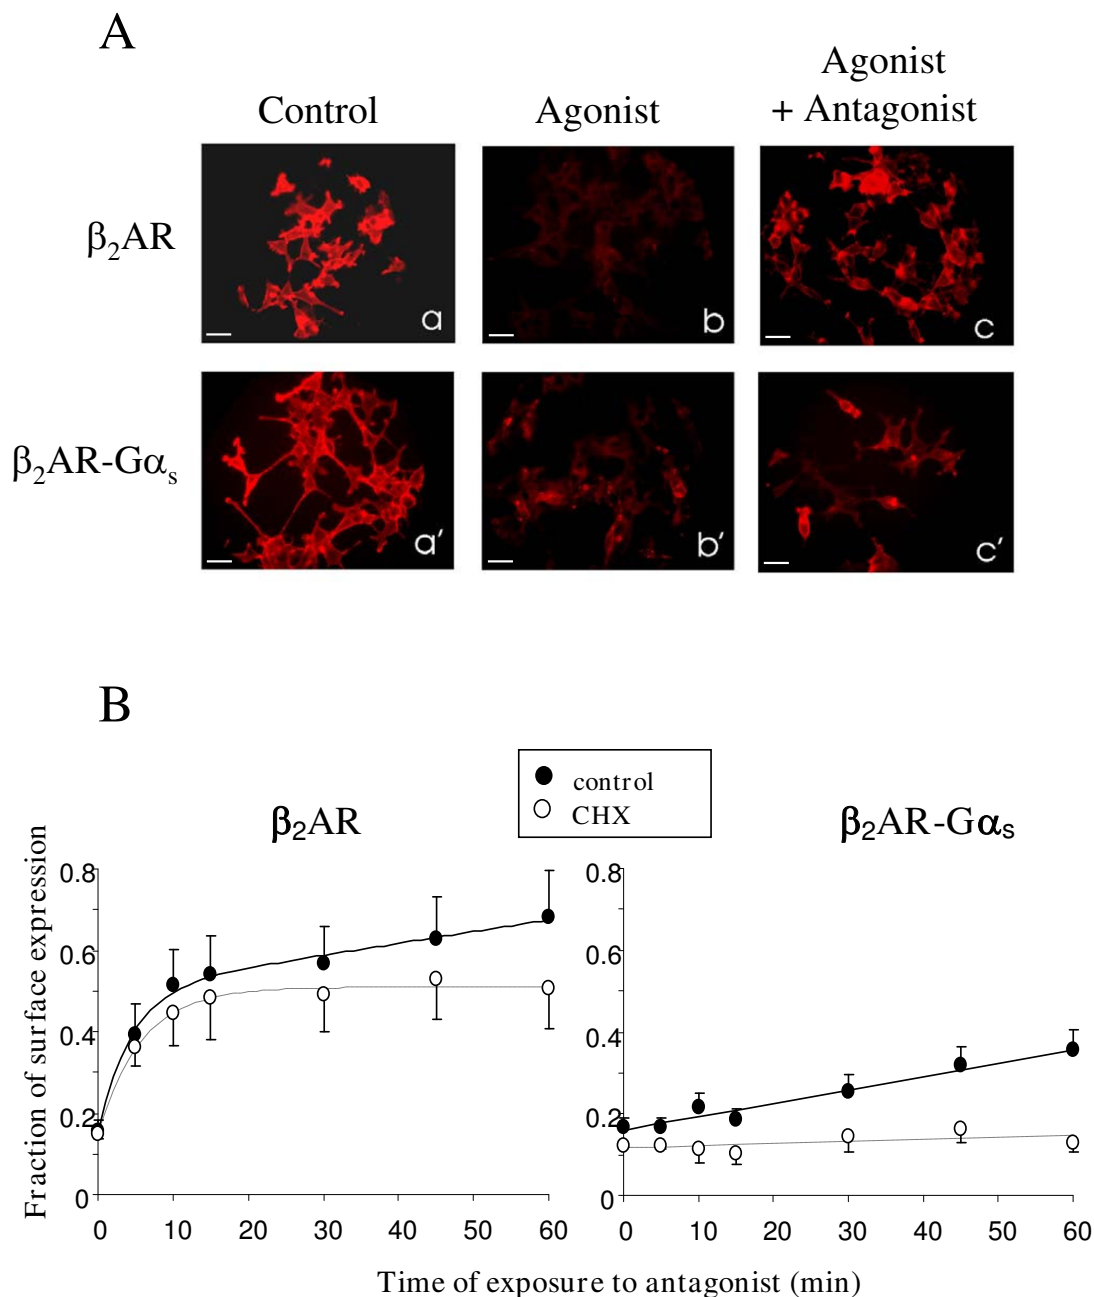 A
Control
Agonist
Agonist
+ Antagonist
β₂AR
a
b
c
β₂AR-Gαₛ
a′
b′
c′
B
control
CHX
β₂AR
β₂AR-Gαₛ
Fraction of surface expression
0.8
0.6
0.4
0.2
0
0 10 20 30 40 50 60
0.8
0.6
0.4
0.2
0
0 10 20 30 40 50 60
Time of exposure to antagonist (min)